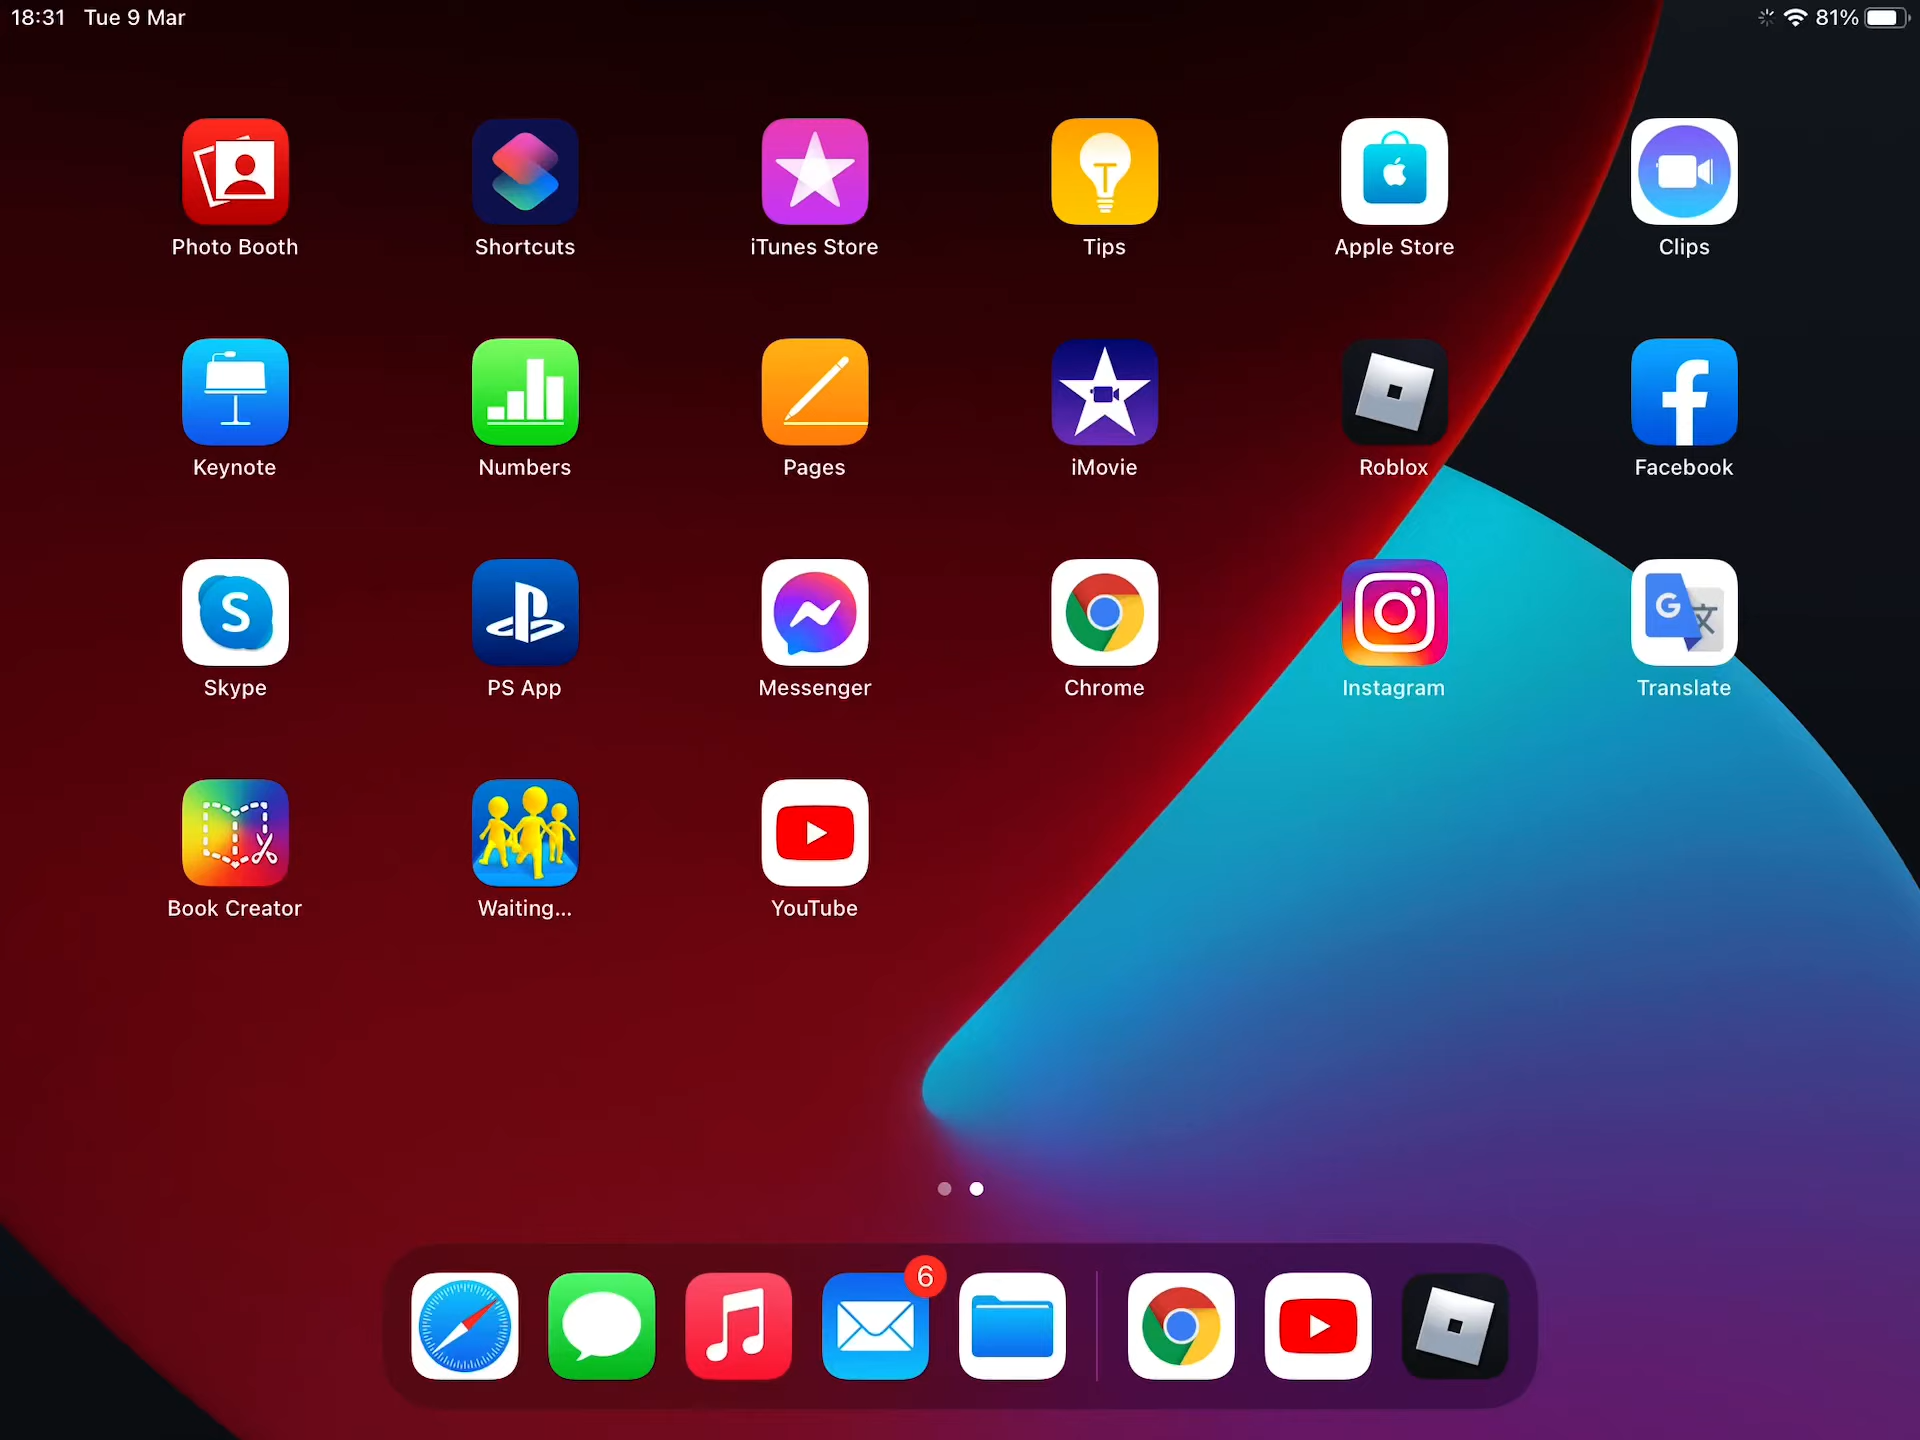 18:31 Tue 9 Mar
81%
Photo Booth
Shortcuts
iTunes Store
Tips
Apple Store
Clips
Keynote
Numbers
Pages
iMovie
Roblox
Facebook
S
G 文
Skype
PS App
Messenger
Chrome
Instagram
Translate
Book Creator
Waiting...
YouTube
6